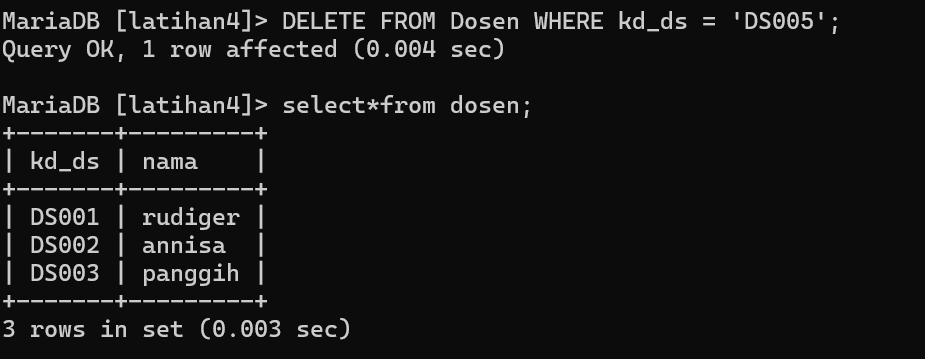 MariaDB [latihan4]> DELETE FROM Dosen WHERE kd_ds = 'DS005';
Query OK, 1 row affected (0.004 sec)
MariaDB [latihan4]> select*from dosen;
+-------+---------+
| kd_ds | nama    |
+-------+---------+
| DS001 | rudiger |
| DS002 | annisa  |
| DS003 | panggih |
+-------+---------+
3 rows in set (0.003 sec)